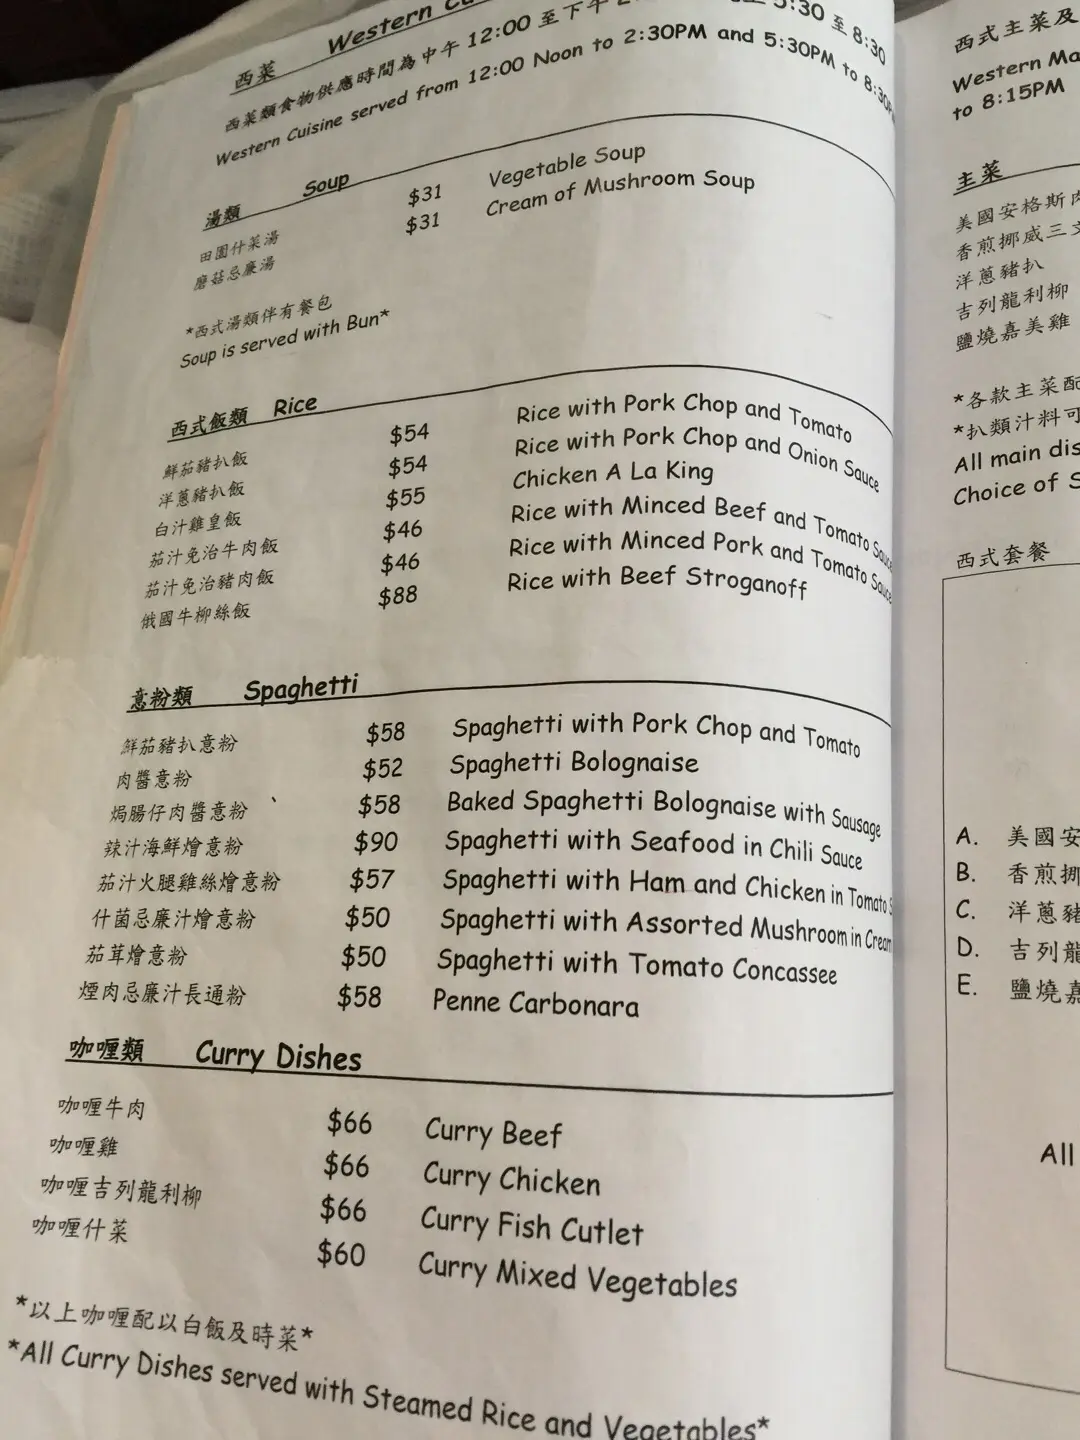 西菜 Western
西菜類食物供應時間為中午 12:00 至下午 5:30 至 8:30
Western Cuisine served from 12:00 Noon to 2:30PM and 5:30PM to
湯類 Soup
田園什菜湯 $31 Vegetable Soup
磨菇忌廉湯 $31 Cream of Mushroom Soup
*西式湯類伴有餐包
Soup is served with Bun*
西式飯類 Rice
鮮茄豬扒飯 $54 Rice with Pork Chop and Tomato
洋蔥豬扒飯 $54 Rice with Pork Chop and Onion Sauce
白汁雞皇飯 $55 Chicken A La King
茄汁免治牛肉飯 $46 Rice with Minced Beef and Tomato
茄汁免治豬肉飯 $46 Rice with Minced Pork and Tomato
俄國牛柳絲飯 $88 Rice with Beef Stroganoff
意粉類 Spaghetti
鮮茄豬扒意粉 $58 Spaghetti with Pork Chop and Tomato
肉醬意粉 $52 Spaghetti Bolognaise
焗腸仔肉醬意粉 $58 Baked Spaghetti Bolognaise with Sausage
辣汁海鮮燴意粉 $90 Spaghetti with Seafood in Chili Sauce
茄汁火腿雞絲燴意粉 $57 Spaghetti with Ham and Chicken in Tomato
什菌忌廉汁燴意粉 $50 Spaghetti with Assorted Mushroom in Cream
茄茸燴意粉 $50 Spaghetti with Tomato Concassee
煙肉忌廉汁長通粉 $58 Penne Carbonara
咖喱類 Curry Dishes
咖喱牛肉 $66 Curry Beef
咖喱雞 $66 Curry Chicken
咖喱吉列龍利柳 $66 Curry Fish Cutlet
咖喱什菜 $60 Curry Mixed Vegetables
*以上咖喱配以白飯及時菜*
*All Curry Dishes served with Steamed Rice and Vegetables*
西式主菜及
Western
to 8:15PM
主菜
美國安格斯
香煎挪威三文
洋蔥豬扒
吉列龍利柳
鹽燒嘉美雞
*各款主菜配
*扒類汁料可
All main
Choice of
西式套餐
A. 美國安
B. 香煎挪
C. 洋蔥豬
D. 吉列龍
E. 鹽燒嘉
All